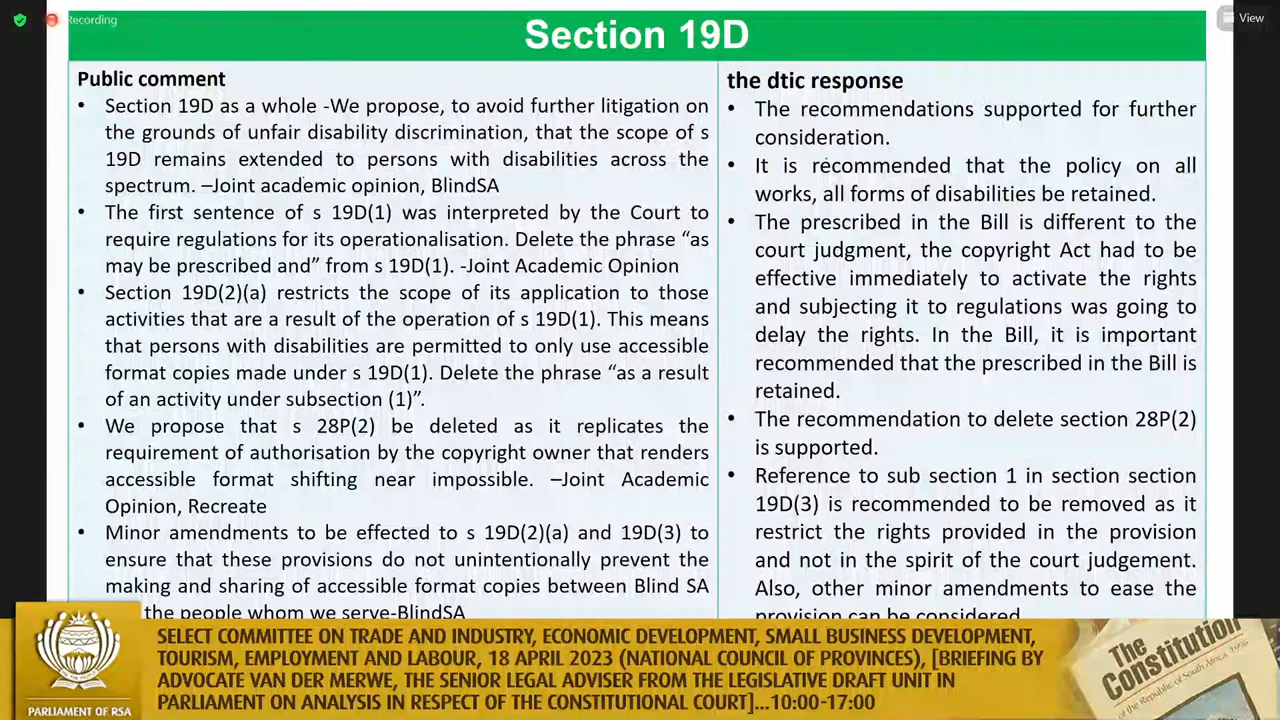 Recording
View
Section 19D
Public comment
• Section 19D as a whole -We propose, to avoid further litigation on
the grounds of unfair disability discrimination, that the scope of s
19D remains extended to persons with disabilities across the
spectrum. –Joint academic opinion, BlindSA
• The first sentence of s 19D(1) was interpreted by the Court to
require regulations for its operationalisation. Delete the phrase “as
may be prescribed and” from s 19D(1). -Joint Academic Opinion
• Section 19D(2)(a) restricts the scope of its application to those
activities that are a result of the operation of s 19D(1). This means
that persons with disabilities are permitted to only use accessible
format copies made under s 19D(1). Delete the phrase “as a result
of an activity under subsection (1)”.
• We propose that s 28P(2) be deleted as it replicates the
requirement of authorisation by the copyright owner that renders
accessible format shifting near impossible. –Joint Academic
Opinion, Recreate
• Minor amendments to be effected to s 19D(2)(a) and 19D(3) to
ensure that these provisions do not unintentionally prevent the
making and sharing of accessible format copies between Blind SA
the people whom we serve-BlindSA
the dtic response
• The recommendations supported for further
consideration.
• It is recommended that the policy on all
works, all forms of disabilities be retained.
• The prescribed in the Bill is different to the
court judgment, the copyright Act had to be
effective immediately to activate the rights
and subjecting it to regulations was going to
delay the rights. In the Bill, it is important
recommended that the prescribed in the Bill is
retained.
• The recommendation to delete section 28P(2)
is supported.
• Reference to sub section 1 in section section
19D(3) is recommended to be removed as it
restrict the rights provided in the provision
and not in the spirit of the court judgement.
Also, other minor amendments to ease the
provision can be considered
PARLIAMENT OF RSA
SELECT COMMITTEE ON TRADE AND INDUSTRY, ECONOMIC DEVELOPMENT, SMALL BUSINESS DEVELOPMENT,
TOURISM, EMPLOYMENT AND LABOUR, 18 APRIL 2023 (NATIONAL COUNCIL OF PROVINCES), [BRIEFING BY
ADVOCATE VAN DER MERWE, THE SENIOR LEGAL ADVISER FROM THE LEGISLATIVE DRAFT UNIT IN
PARLIAMENT ON ANALYSIS IN RESPECT OF THE CONSTITUTIONAL COURT]...10:00-17:00
The
Constitution
of the Republic of South Africa, 1996